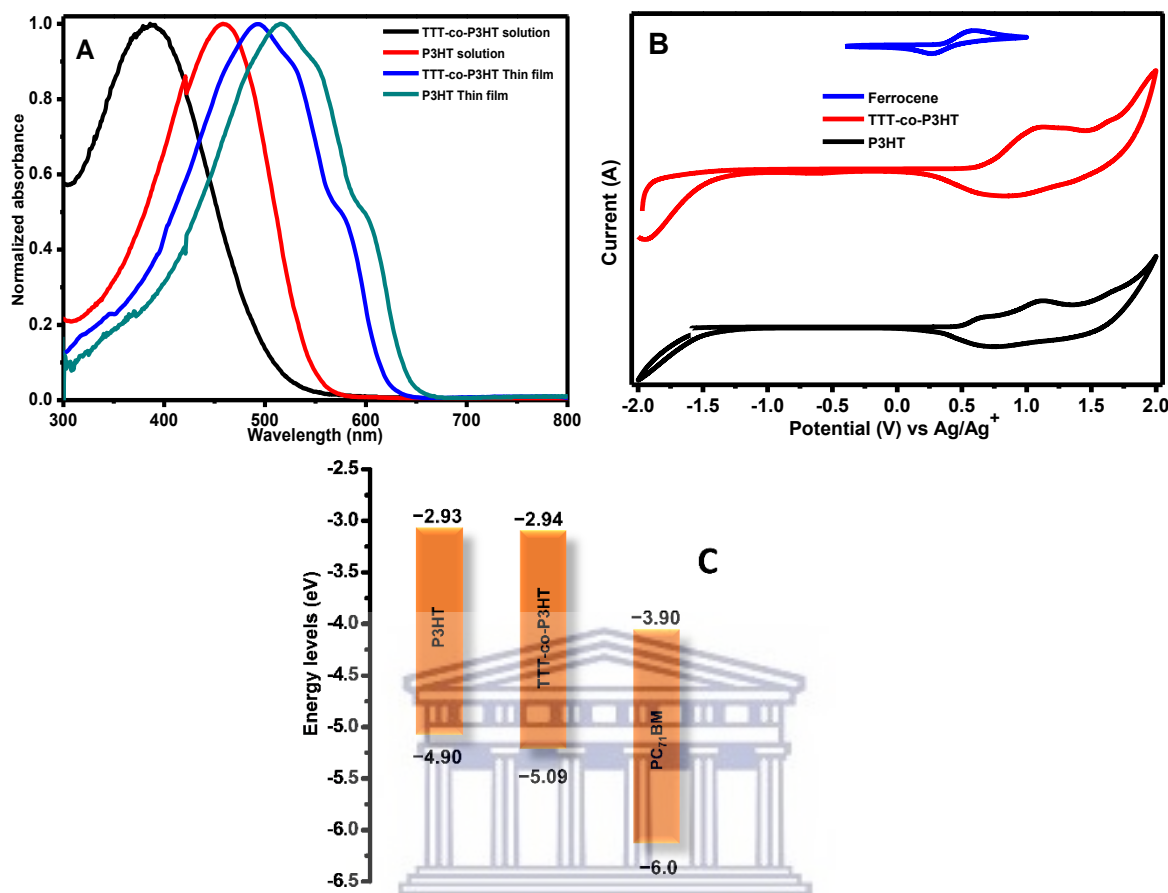 A
TTT-co-P3HT solution
P3HT solution
TTT-co-P3HT Thin film
P3HT Thin film
Normalized absorbance
1.0
0.8
0.6
0.4
0.2
0.0
300 400 500 600 700 800
Wavelength (nm)
B
Ferrocene
TTT-co-P3HT
P3HT
Current (A)
-2.0 -1.5 -1.0 -0.5 0.0 0.5 1.0 1.5 2.0
Potential (V) vs Ag/Ag⁺
C
Energy levels (eV)
-2.5
-3.0
-3.5
-4.0
-4.5
-5.0
-5.5
-6.0
-6.5
−2.93
P3HT
−4.90
−2.94
TTT-co-P3HT
−5.09
−3.90
PC₇₁BM
−6.0